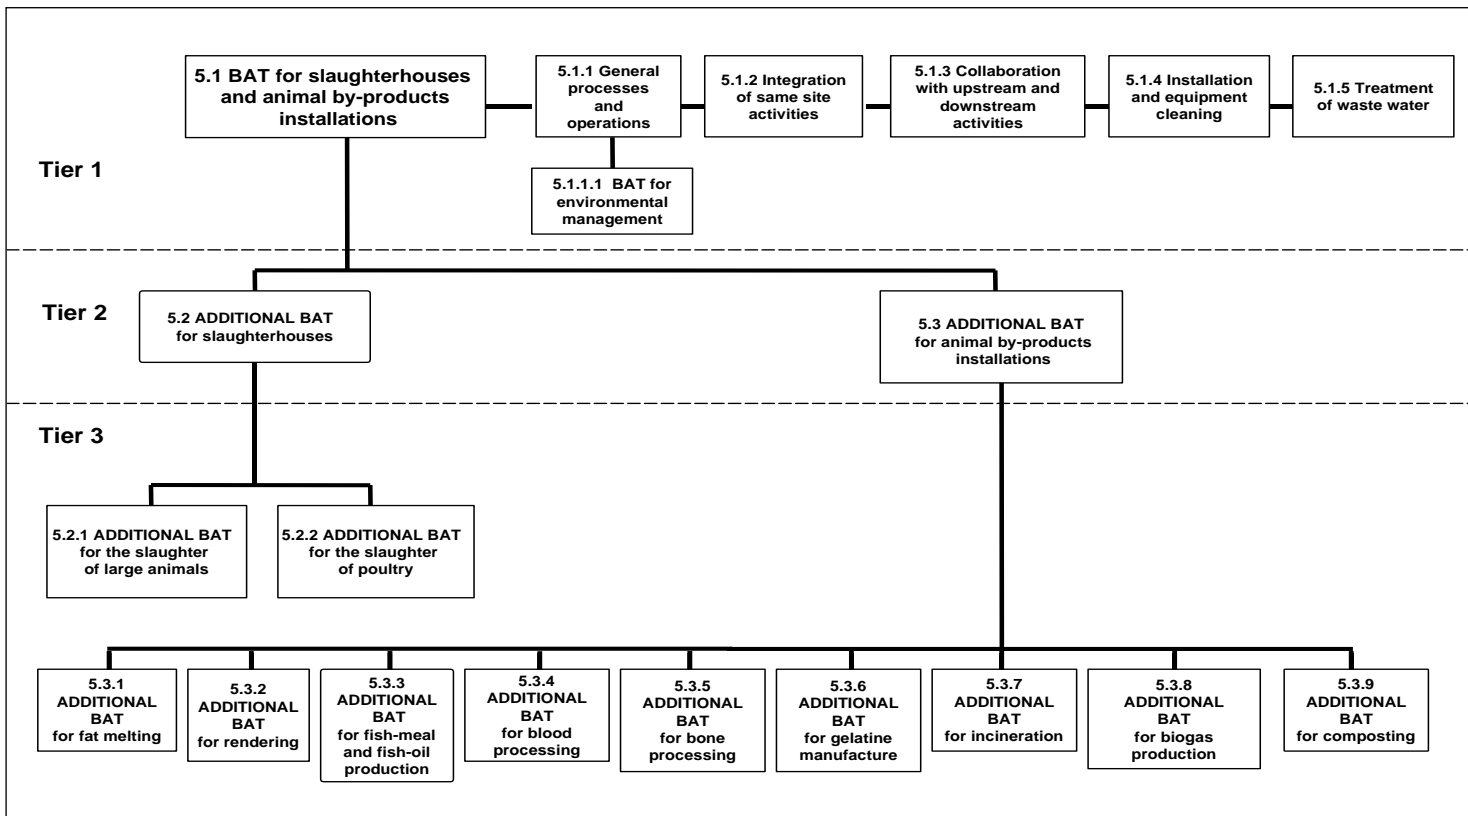 5.1 BAT for slaughterhouses
and animal by-products
installations
5.1.1 General
processes
and
operations
5.1.2 Integration
of same site
activities
5.1.3 Collaboration
with upstream and
downstream
activities
5.1.4 Installation
and equipment
cleaning
5.1.5 Treatment
of waste water
Tier 1
5.1.1.1 BAT for
environmental
management
Tier 2
5.2 ADDITIONAL BAT
for slaughterhouses
5.3 ADDITIONAL BAT
for animal by-products
installations
Tier 3
5.2.1 ADDITIONAL BAT
for the slaughter
of large animals
5.2.2 ADDITIONAL BAT
for the slaughter
of poultry
5.3.1
ADDITIONAL
BAT
for fat melting
5.3.2
ADDITIONAL
BAT
for rendering
5.3.3
ADDITIONAL
BAT
for fish-meal
and fish-oil
production
5.3.4
ADDITIONAL
BAT
for blood
processing
5.3.5
ADDITIONAL
BAT
for bone
processing
5.3.6
ADDITIONAL
BAT
for gelatine
manufacture
5.3.7
ADDITIONAL
BAT
for incineration
5.3.8
ADDITIONAL
BAT
for biogas
production
5.3.9
ADDITIONAL
BAT
for composting